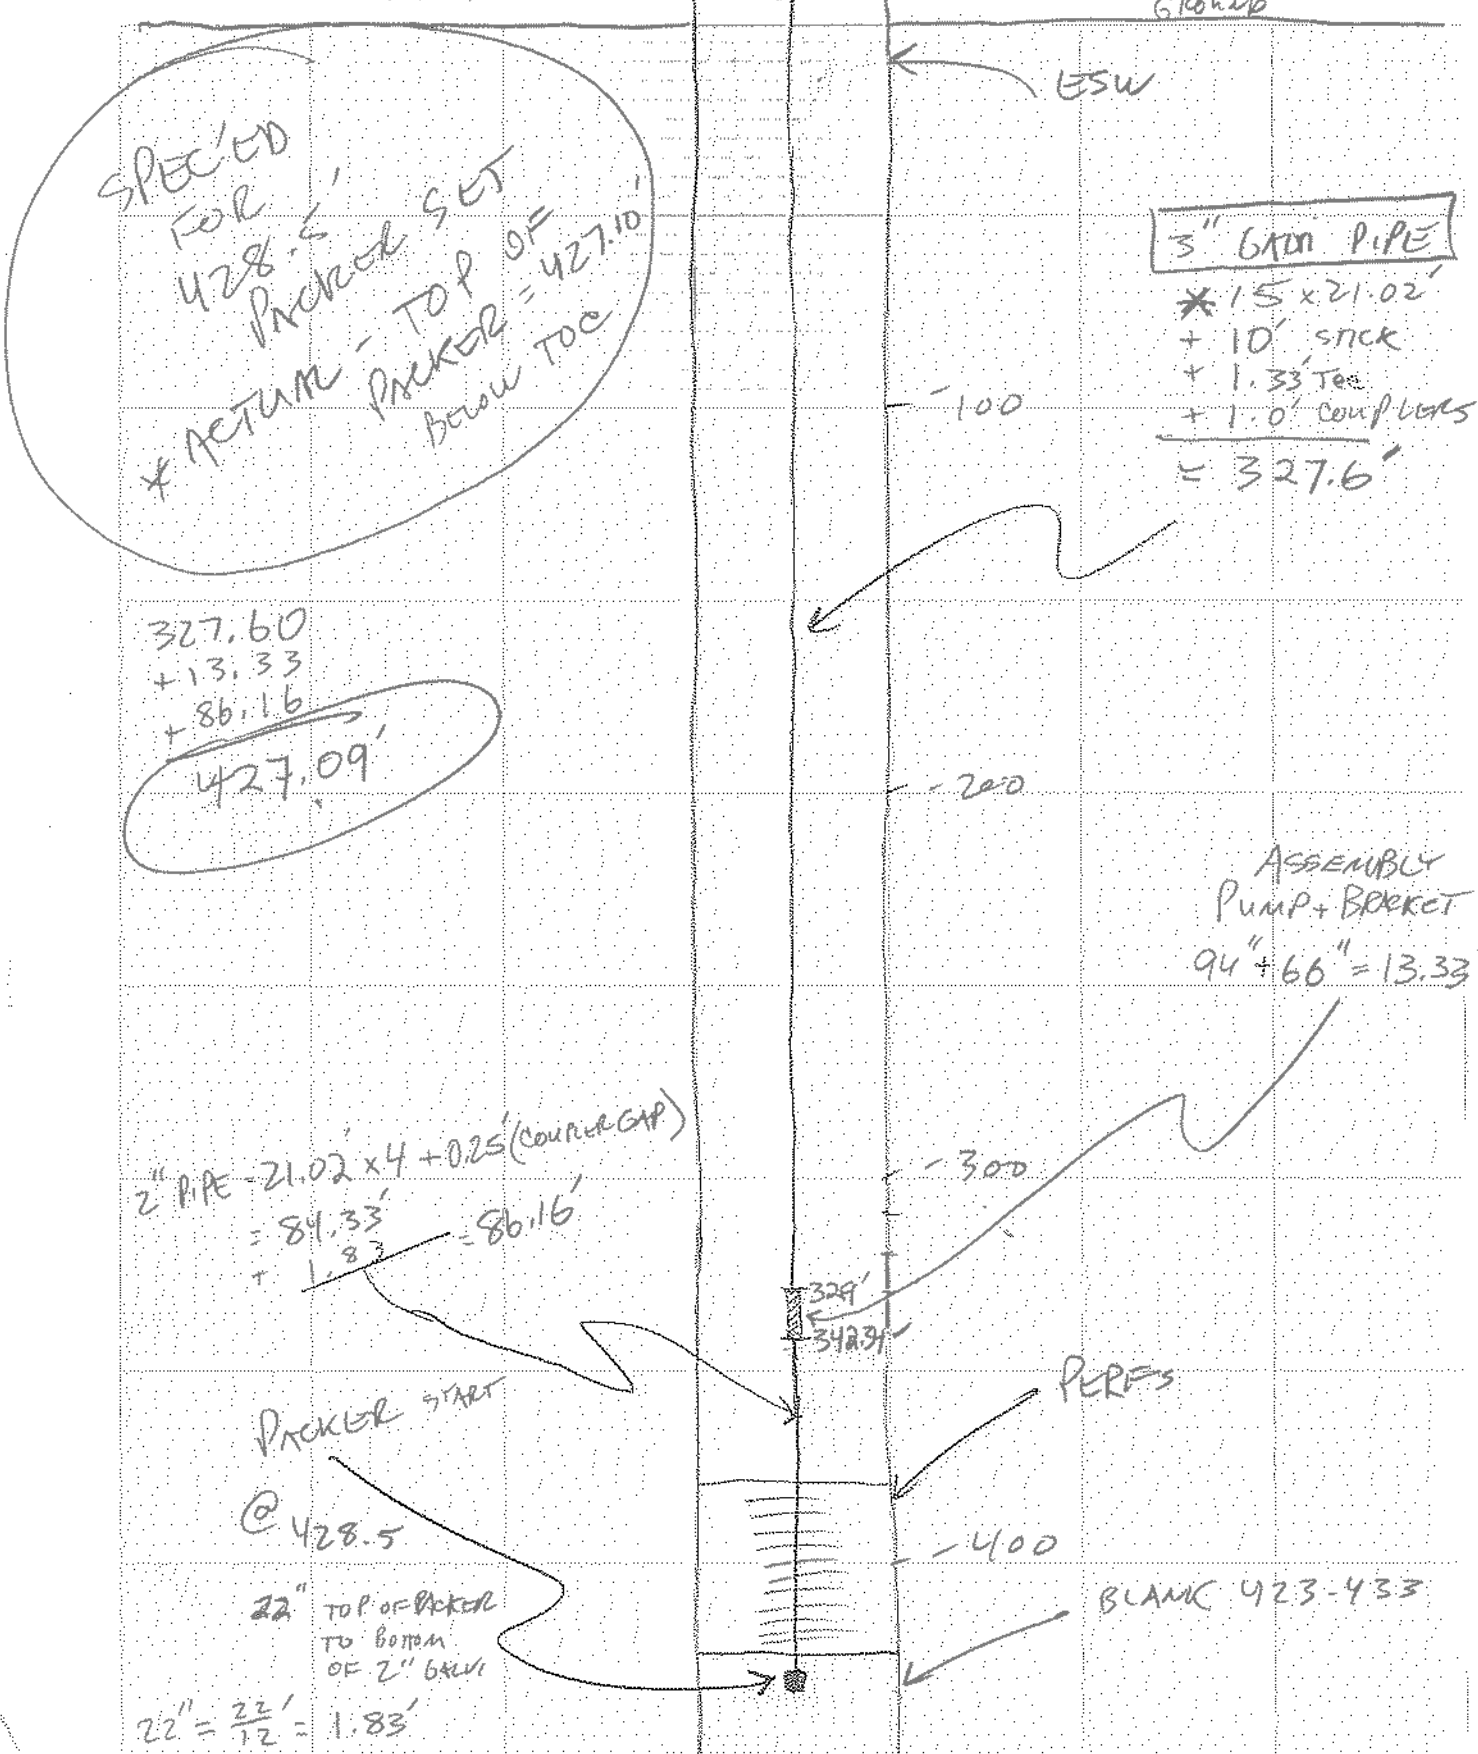 GROUND
ESW
SPEC'ED
FOR
428.5'
PACKER SET
* ACTUAL - TOP OF
PACKER = 427.10'
BELOW TOC
3" GALV PIPE
* 15 x 21.02'
+ 10' STICK
+ 1.33' TEE
+ 1.0' COUPLERS
= 327.6'
-100
327.60
+13.33
+86.16
427.09'
-200
ASSEMBLY
PUMP + BRACKET
94" + 66" = 13.33
2" PIPE - 21.02' x 4 + 0.25' (COUPLER GAP)
= 84.33'
+ 1.83
= 86.16'
-300
329'
342.34'
PERFS
PACKER START
@ 428.5
-400
BLANK 423-433
22" TOP OF PACKER
TO BOTTOM
OF 2" GALV.
22" = 22'/12 = 1.83'